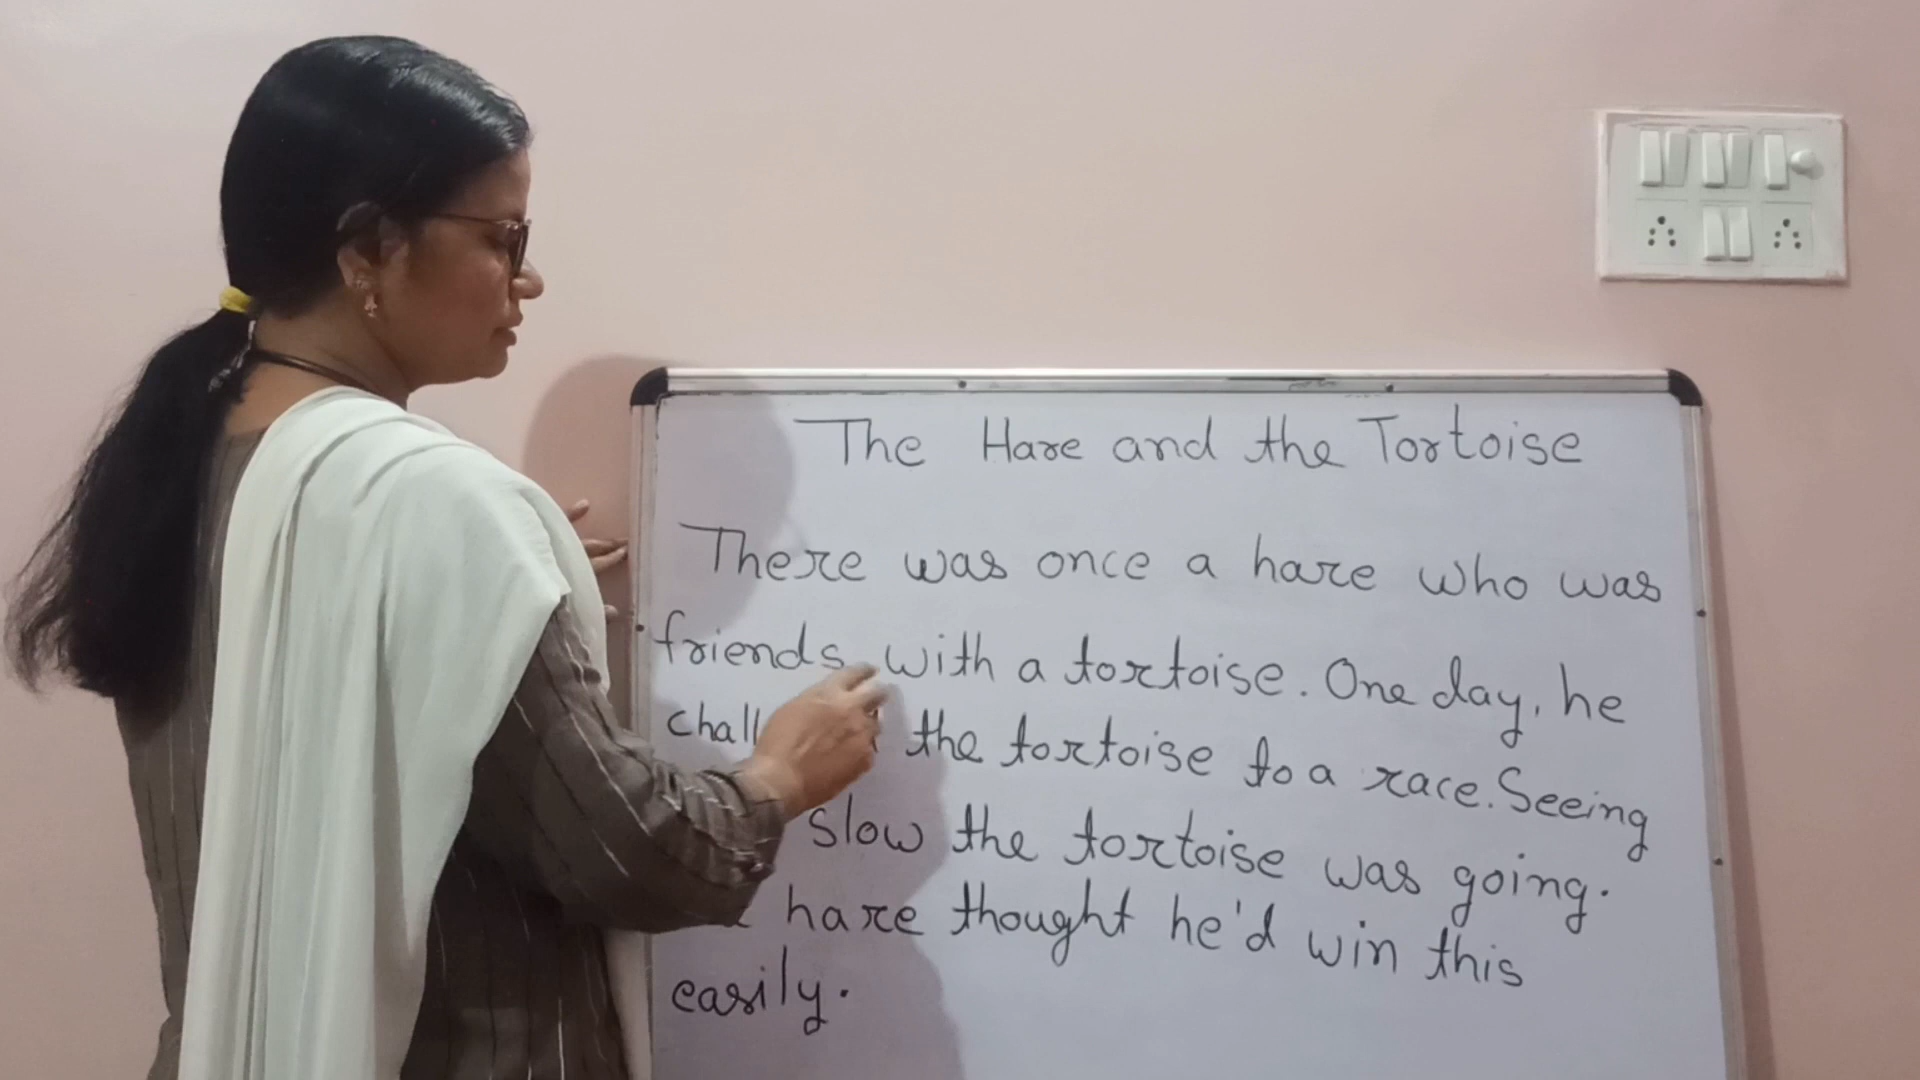 The Hare and the Tortoise
There was once a hare who was
friends with a tortoise. One day, he
the tortoise to a race. Seeing
slow the tortoise was going.
hare thought he'd win this
easily.